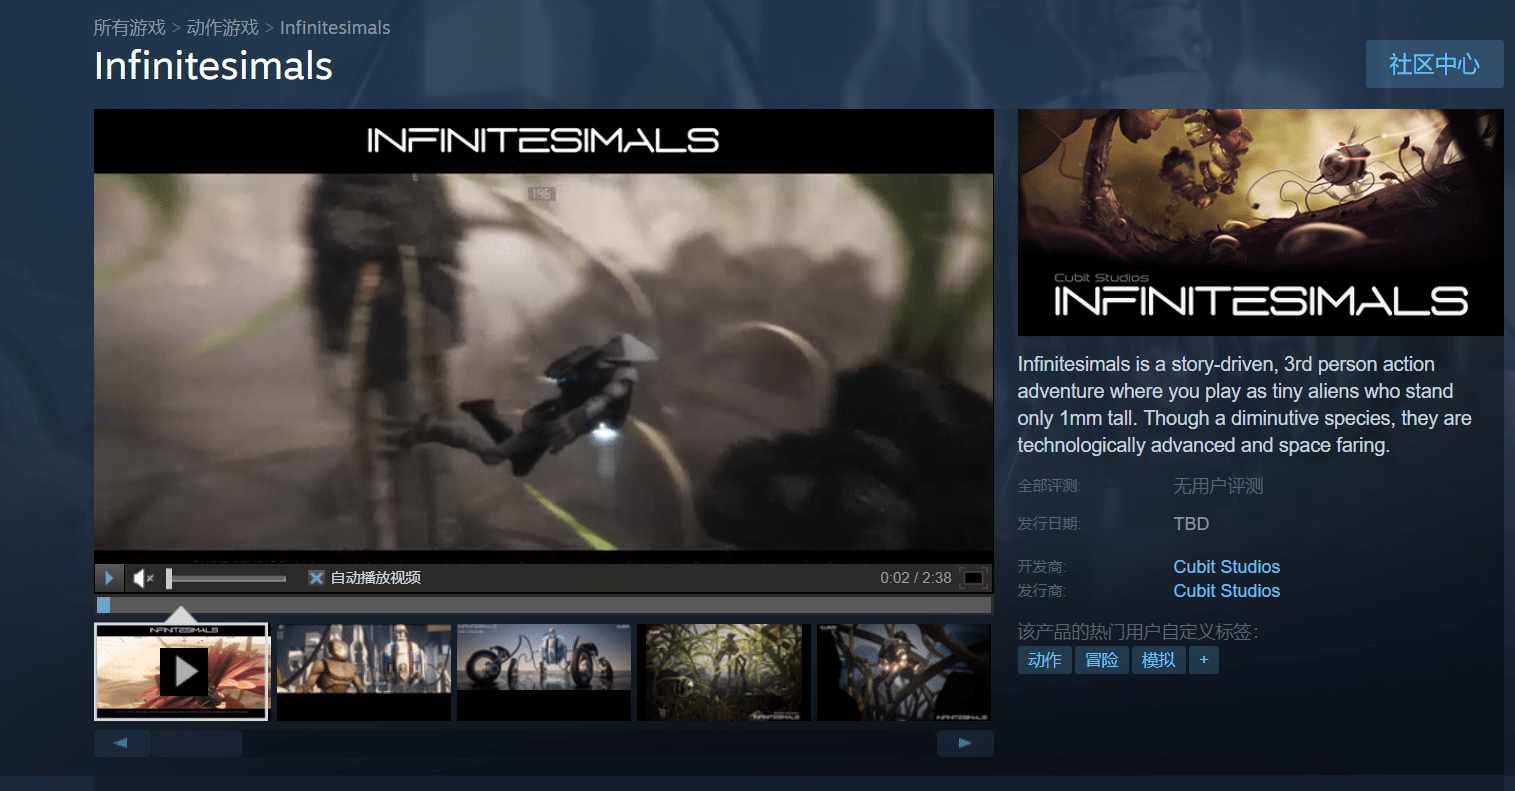 所有游戏 > 动作游戏 > Infinitesimals
Infinitesimals
社区中心
INFINITESIMALS
196
自动播放视频
0:02 / 2:38
INFINITESIMALS
INFINITESIMALS
INFINITESIMALS
Cubit Studios
INFINITESIMALS
Infinitesimals is a story-driven, 3rd person action
adventure where you play as tiny aliens who stand
only 1mm tall. Though a diminutive species, they are
technologically advanced and space faring.
全部评测: 无用户评测
发行日期: TBD
开发商: Cubit Studios
发行商: Cubit Studios
该产品的热门用户自定义标签:
动作 冒险 模拟 +